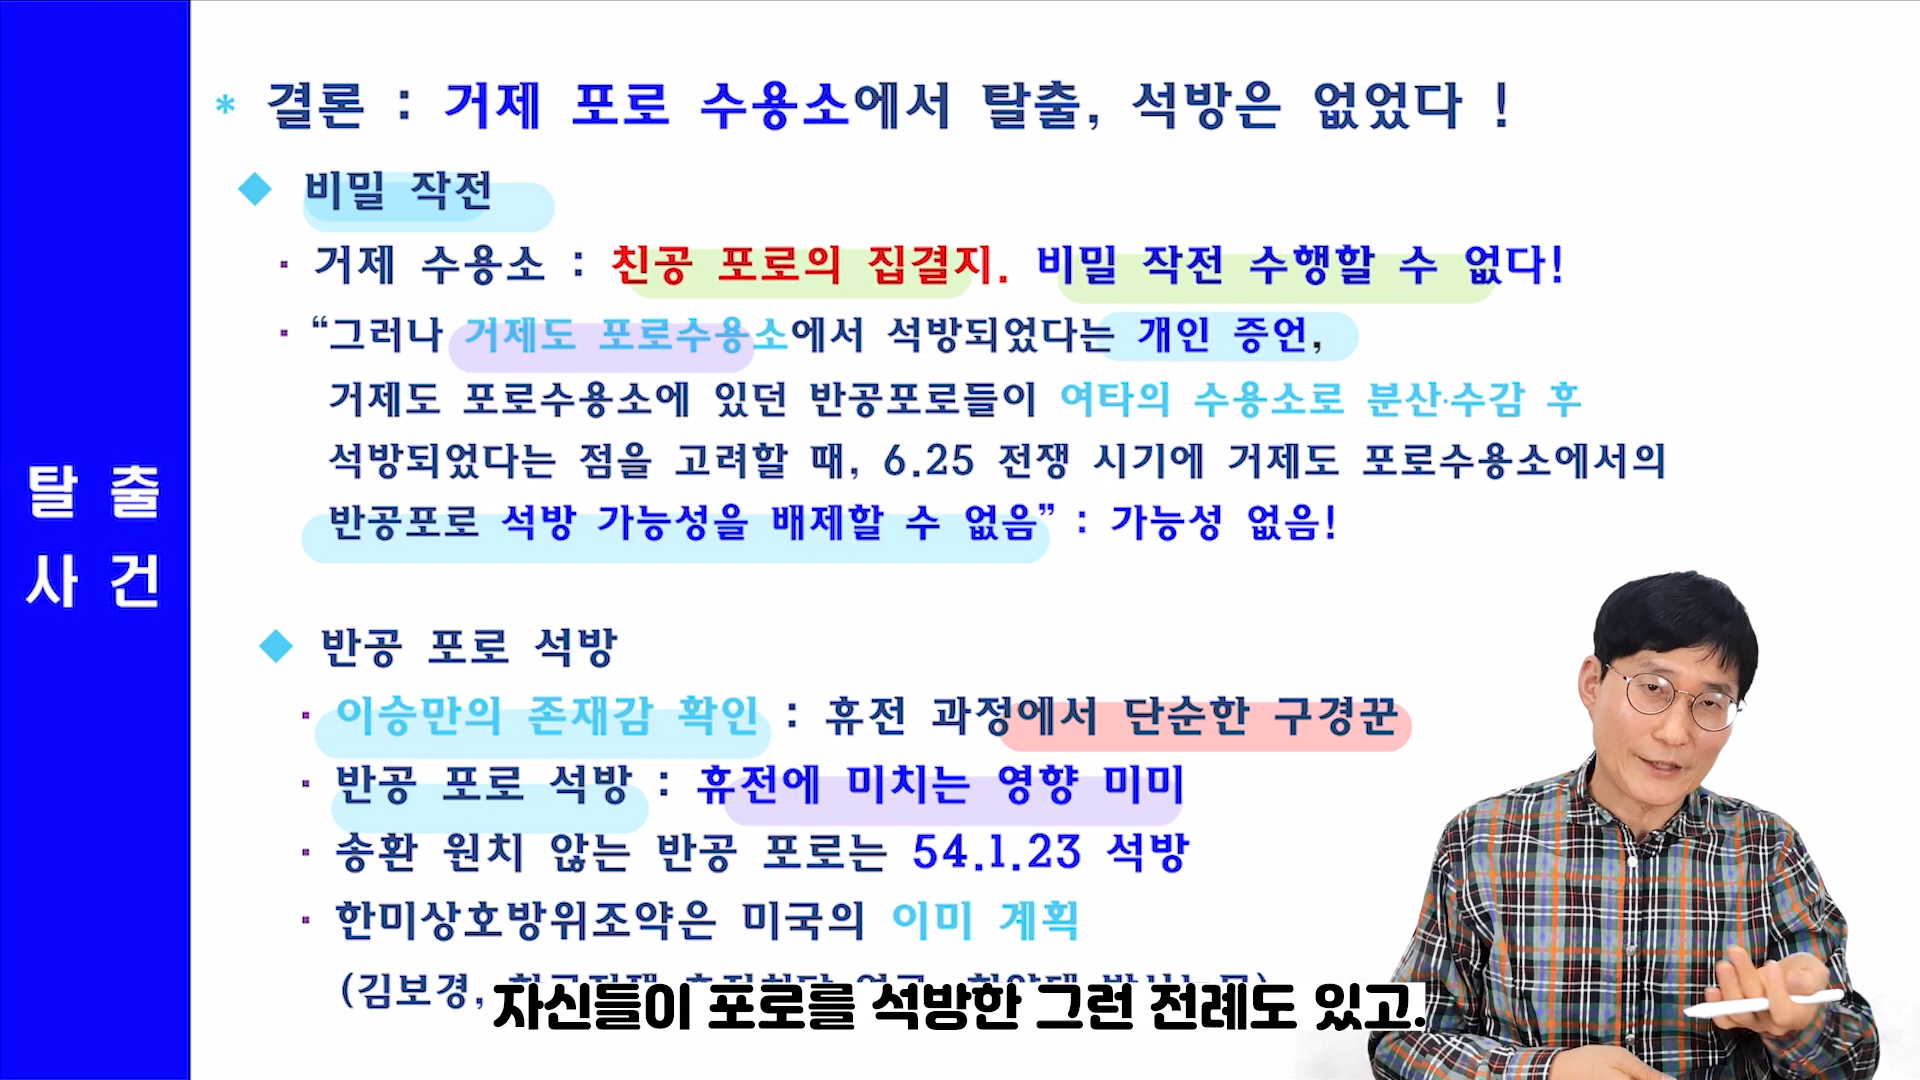 탈 출
사 건
* 결론 : 거제 포로 수용소에서 탈출, 석방은 없었다 !
◆ 비밀 작전
· 거제 수용소 : 친공 포로의 집결지. 비밀 작전 수행할 수 없다!
· “그러나 거제도 포로수용소에서 석방되었다는 개인 증언,
거제도 포로수용소에 있던 반공포로들이 여타의 수용소로 분산·수감 후
석방되었다는 점을 고려할 때, 6.25 전쟁 시기에 거제도 포로수용소에서의
반공포로 석방 가능성을 배제할 수 없음” : 가능성 없음!
◆ 반공 포로 석방
· 이승만의 존재감 확인 : 휴전 과정에서 단순한 구경꾼
· 반공 포로 석방 : 휴전에 미치는 영향 미미
· 송환 원치 않는 반공 포로는 54.1.23 석방
· 한미상호방위조약은 미국의 이미 계획
(김보경,
자신들이 포로를 석방한 그런 전례도 있고.